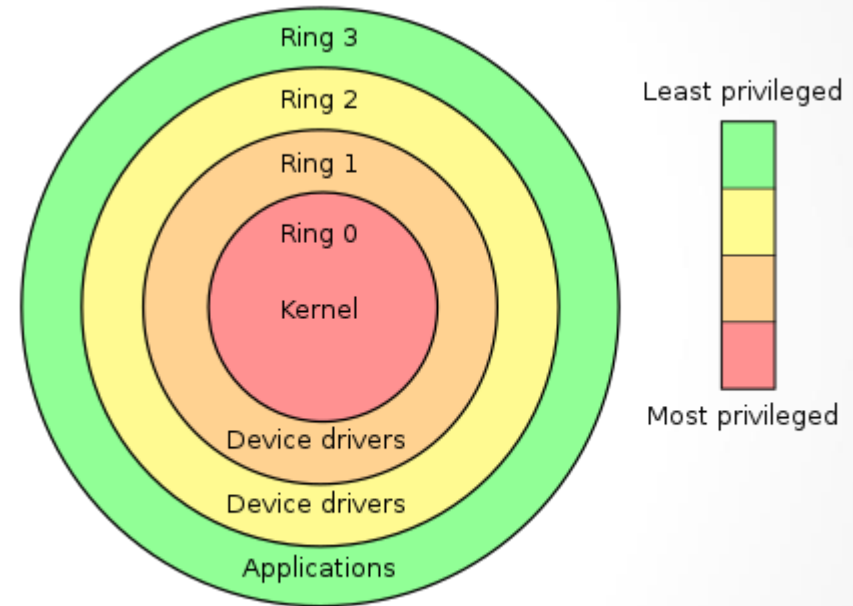 Ring 3
Ring 2
Ring 1
Ring 0
Kernel
Device drivers
Device drivers
Applications
Least privileged
Most privileged